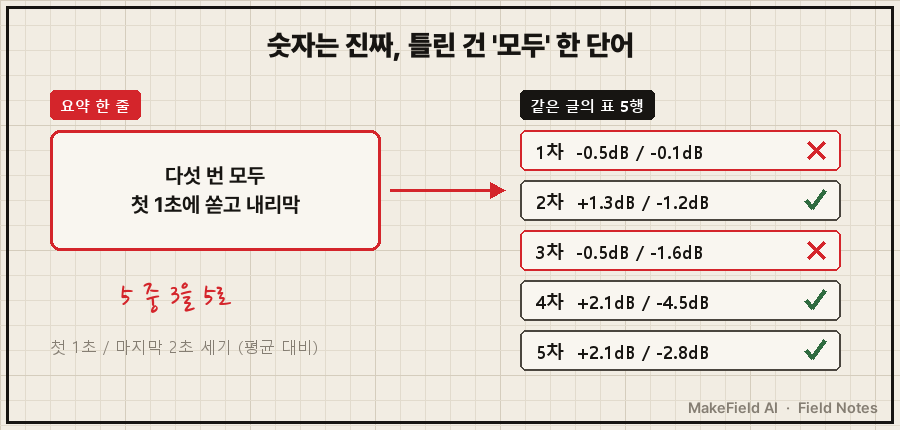 숫자는 진짜, 틀린 건 '모두' 한 단어
요약 한 줄
다섯 번 모두
첫 1초에 쏟고 내리막
5 중 3을 5로
첫 1초 / 마지막 2초 세기 (평균 대비)
같은 글의 표 5행
1차 -0.5dB / -0.1dB
2차 +1.3dB / -1.2dB
3차 -0.5dB / -1.6dB
4차 +2.1dB / -4.5dB
5차 +2.1dB / -2.8dB
MakeField AI · Field Notes